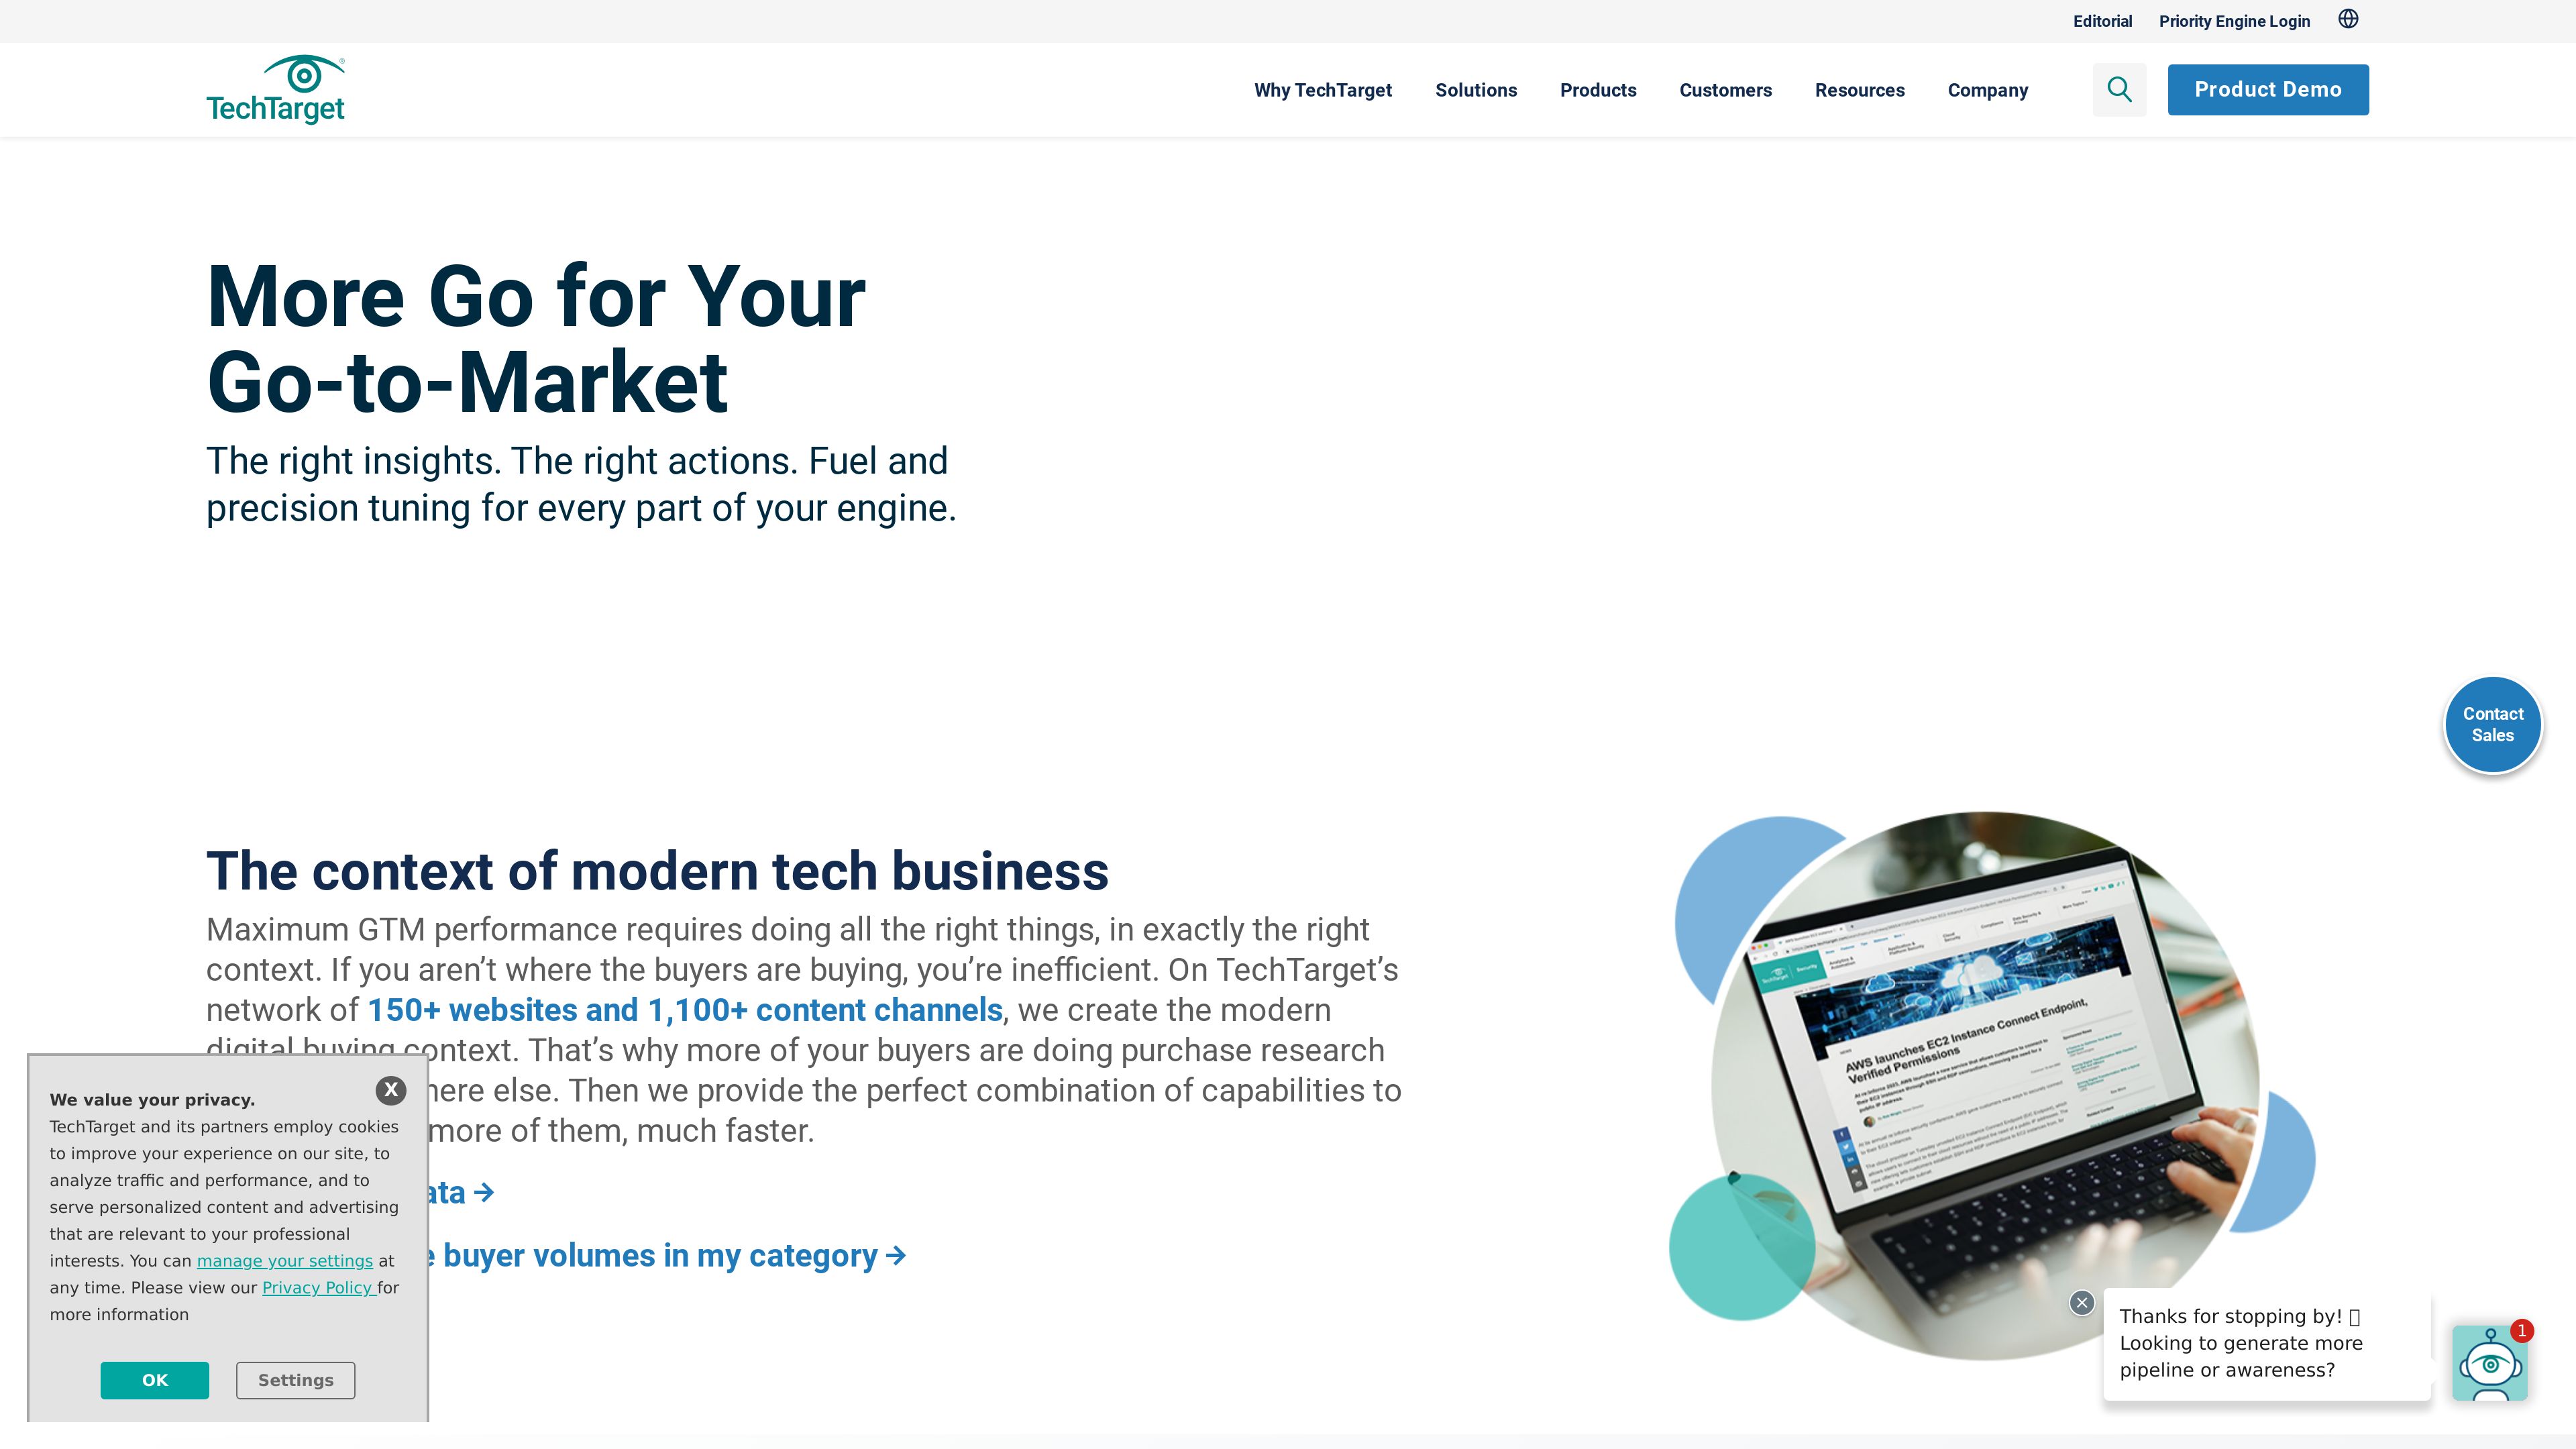 Editorial Priority Engine Login
TechTarget®
Why TechTarget Solutions Products Customers Resources Company
Product Demo
More Go for Your
Go-to-Market
The right insights. The right actions. Fuel and
precision tuning for every part of your engine.
Contact
Sales
The context of modern tech business
Maximum GTM performance requires doing all the right things, in exactly the right
context. If you aren’t where the buyers are buying, you’re inefficient. On TechTarget’s
network of 150+ websites and 1,100+ content channels, we create the modern
digital buying context. That’s why more of your buyers are doing purchase research
here else. Then we provide the perfect combination of capabilities to
more of them, much faster.
ata →
buyer volumes in my category →
X
We value your privacy.
TechTarget and its partners employ cookies
to improve your experience on our site, to
analyze traffic and performance, and to
serve personalized content and advertising
that are relevant to your professional
interests. You can manage your settings at
any time. Please view our Privacy Policy for
more information
OK
Settings
TechTarget Security
AWS launches EC2 Instance Connect Endpoint,
Verified Permissions
Thanks for stopping by!
Looking to generate more
pipeline or awareness?
1